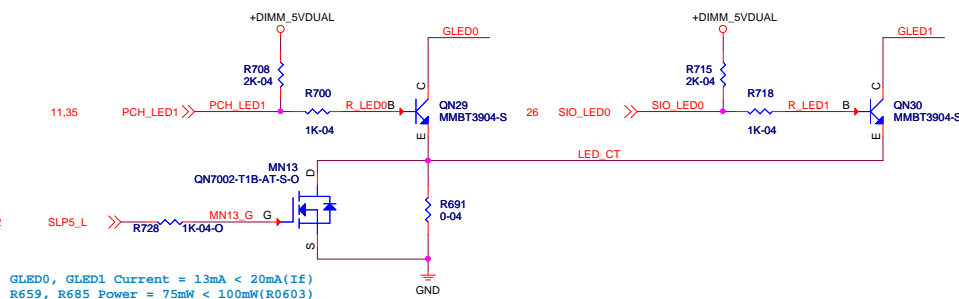 +DIMM_5VDUAL
+DIMM_5VDUAL
GLED0
GLED1
R708
2K-04
R715
2K-04
11,35
PCH_LED1
PCH_LED1
R700
1K-04
R_LED0
B
C
E
QN29
MMBT3904-S
26
SIO_LED0
SIO_LED0
R718
1K-04
R_LED1
B
C
E
QN30
MMBT3904-S
LED_CT
MN13
QN7002-T1B-AT-S-O
D
SLP5_L
R728
1K-04-O
MN13_G
G
S
R691
0-04
GND
GLED0, GLED1 Current = 13mA < 20mA(If)
R659, R685 Power = 75mW < 100mW(R0603)